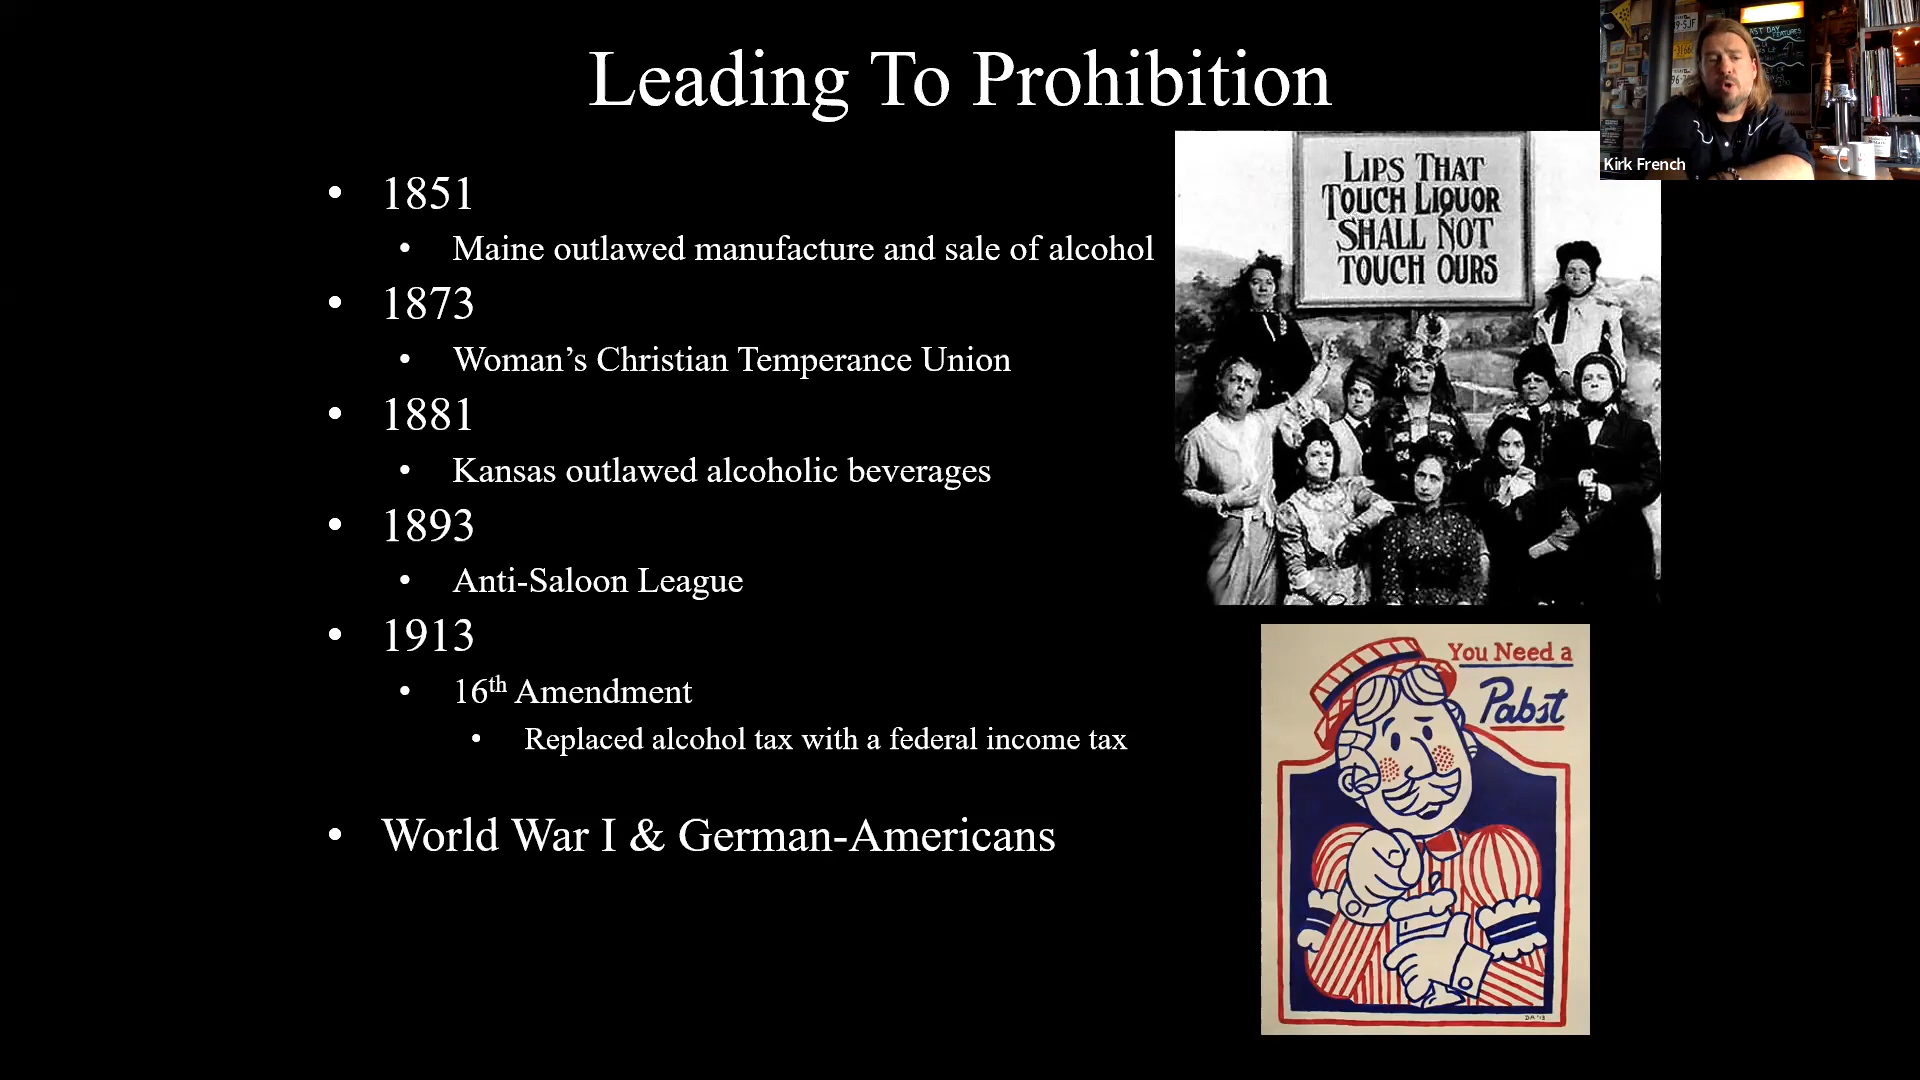 Leading To Prohibition
• 1851
• Maine outlawed manufacture and sale of alcohol
• 1873
• Woman’s Christian Temperance Union
• 1881
• Kansas outlawed alcoholic beverages
• 1893
• Anti-Saloon League
• 1913
• 16th Amendment
• Replaced alcohol tax with a federal income tax
• World War I & German-Americans
LIPS THAT
TOUCH LIQUOR
SHALL NOT
TOUCH OURS
You Need a
Pabst
Kirk French